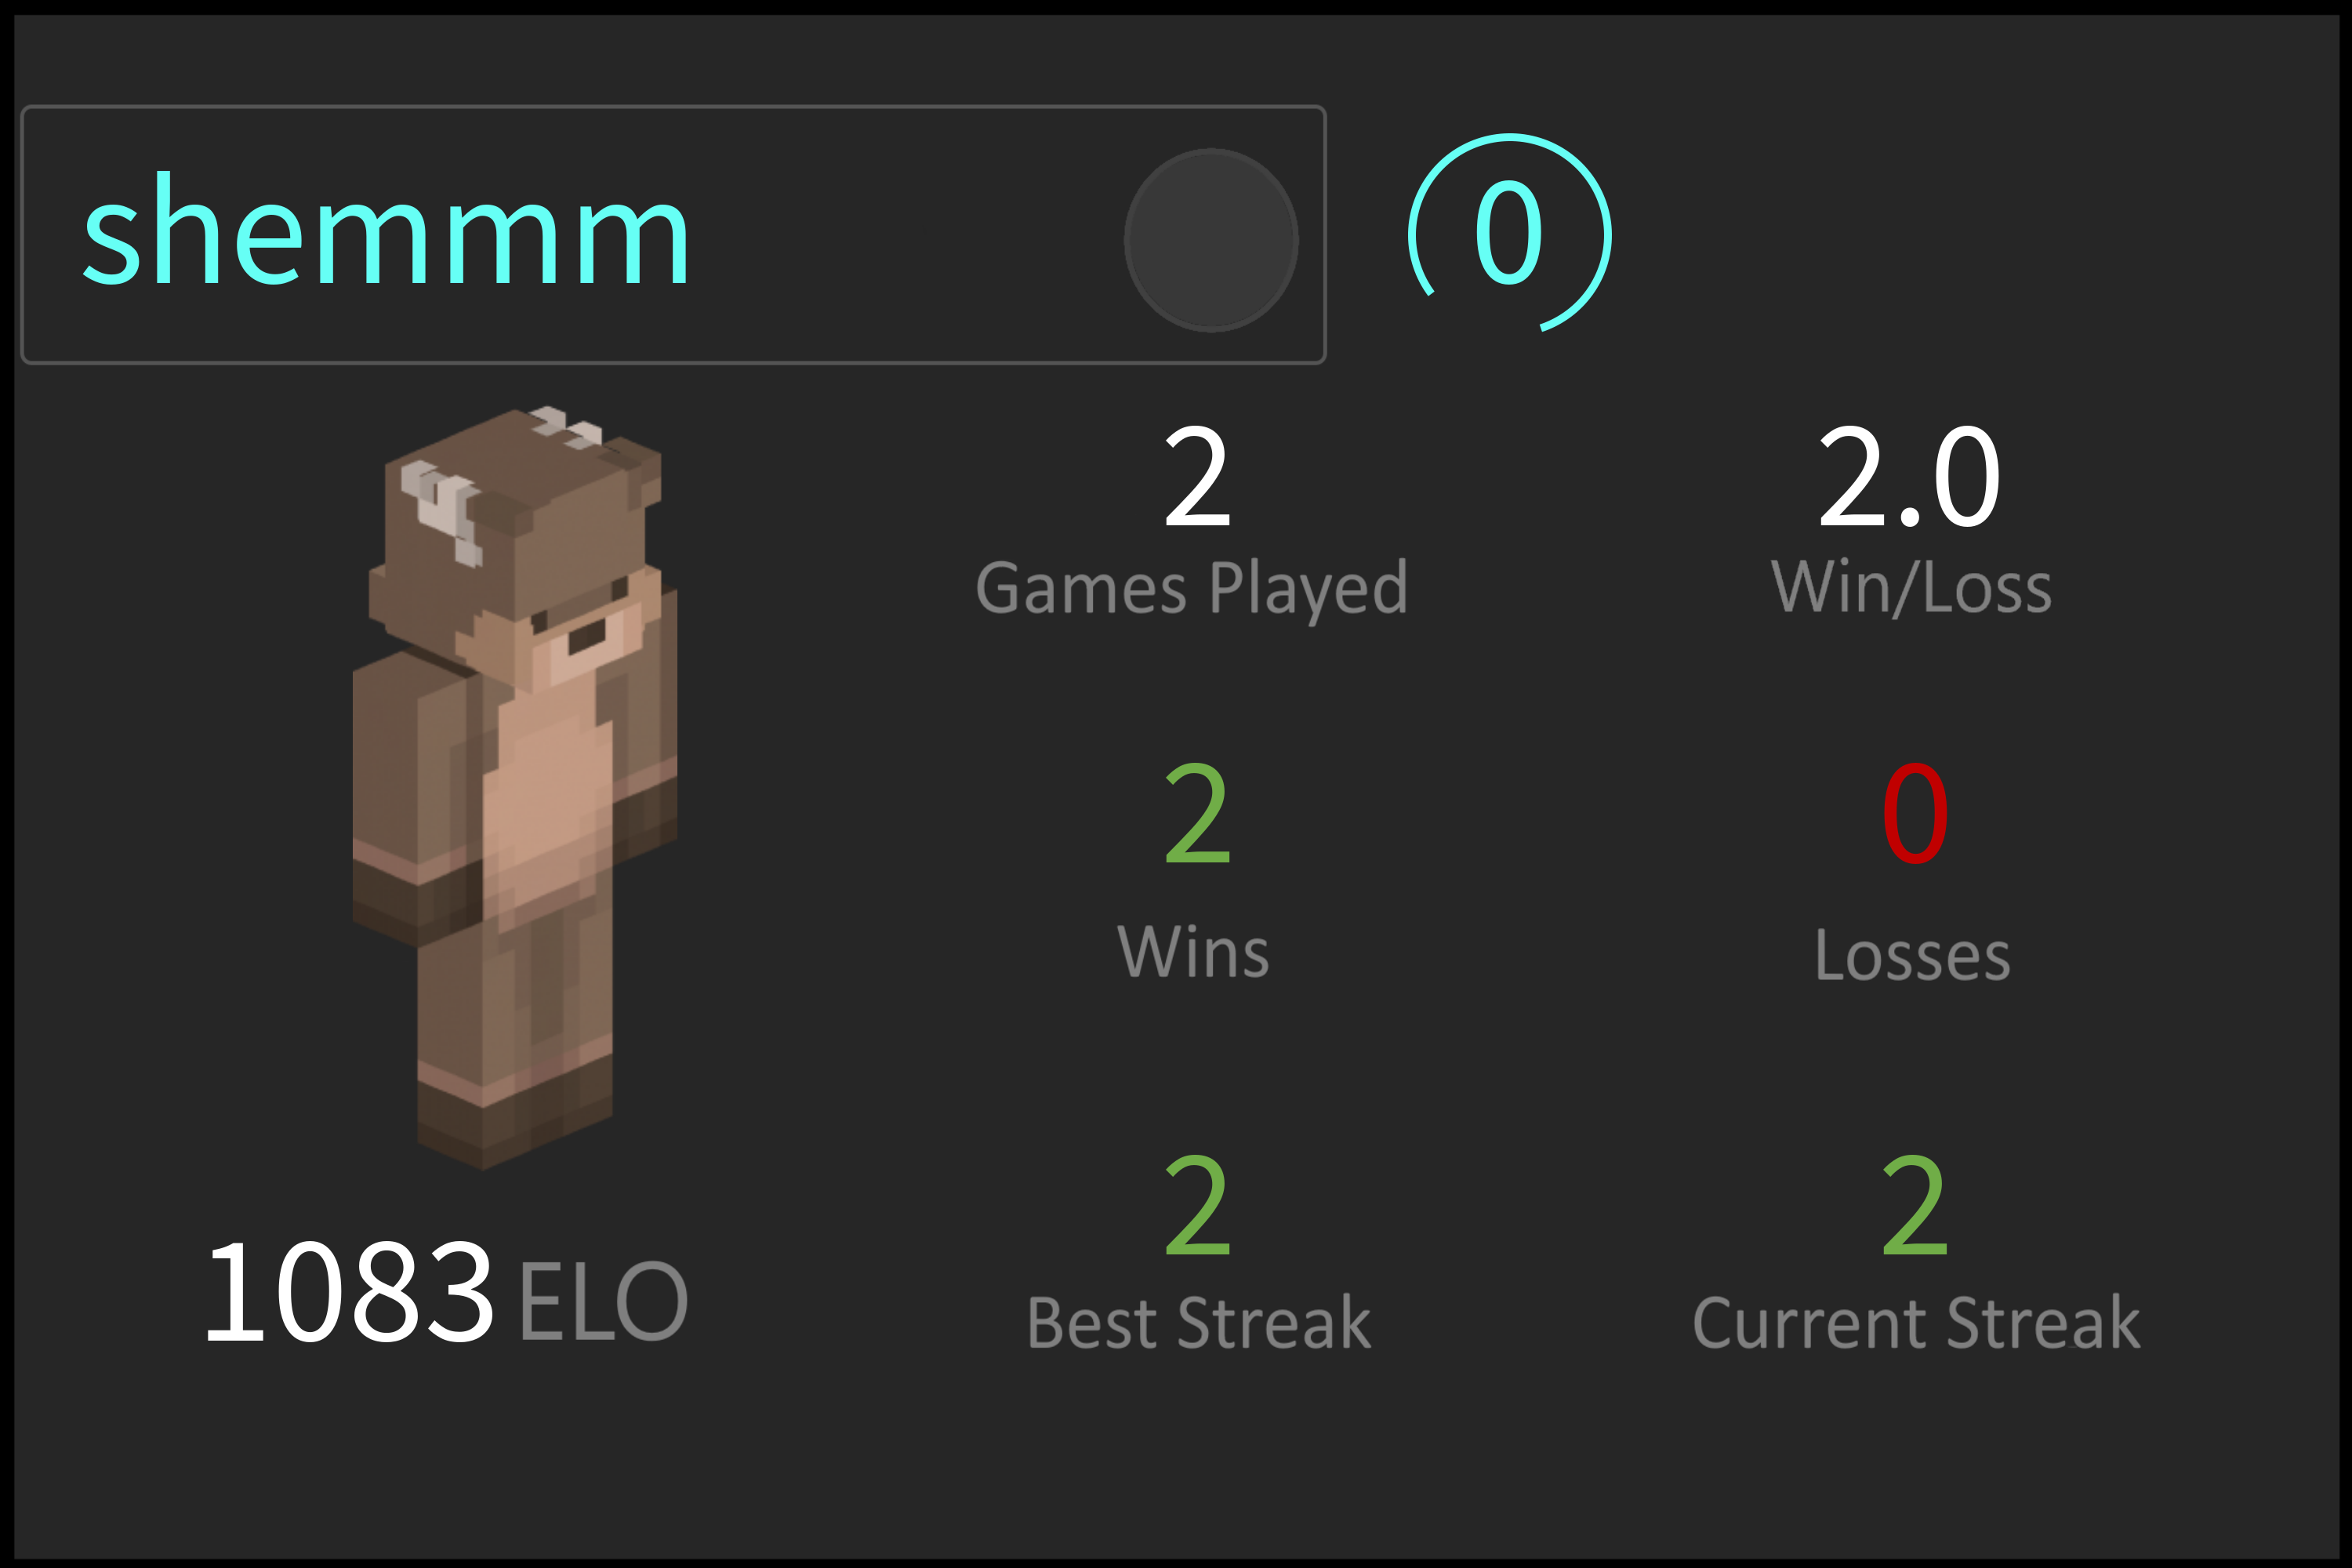 shemmm
0
2
2.0
Games Played
Win/Loss
2
0
Wins
Losses
2
2
Best Streak
Current Streak
1083 ELO